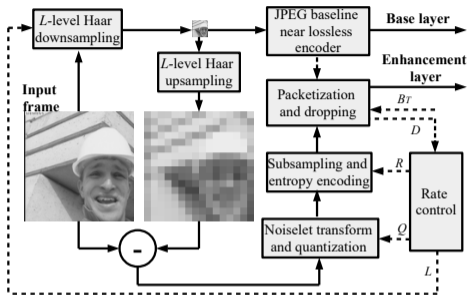 L-level Haar
downsampling
JPEG baseline
near lossless
encoder
Base layer
L-level Haar
upsampling
Enhancement
layer
Input
frame
Packetization
and dropping
B_T
D
Subsampling and
entropy encoding
R
Rate
control
Noiselet transform
and quantization
Q
-
L